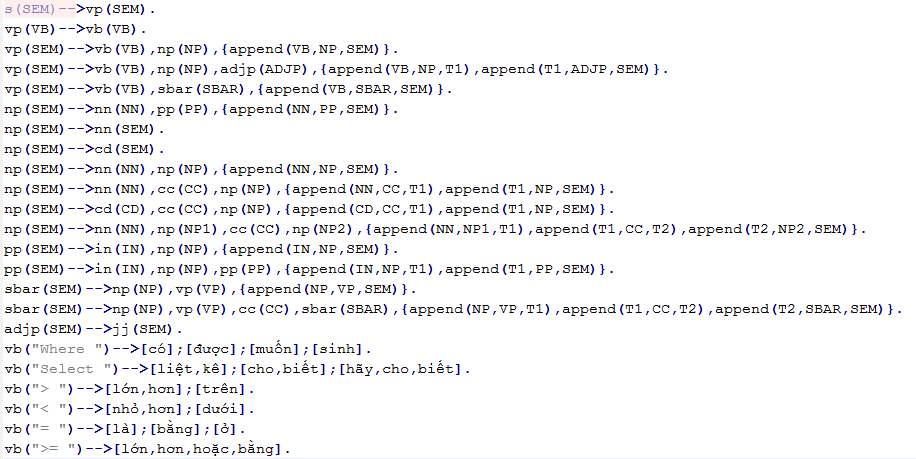 s(SEM)-->vp(SEM).
vp(VB)-->vb(VB).
vp(SEM)-->vb(VB),np(NP),{append(VB,NP,SEM)}.
vp(SEM)-->vb(VB),np(NP),adjp(ADJP),{append(VB,NP,T1),append(T1,ADJP,SEM)}.
vp(SEM)-->vb(VB),sbar(SBAR),{append(VB,SBAR,SEM)}.
np(SEM)-->nn(NN),pp(PP),{append(NN,PP,SEM)}.
np(SEM)-->nn(SEM).
np(SEM)-->cd(SEM).
np(SEM)-->nn(NN),np(NP),{append(NN,NP,SEM)}.
np(SEM)-->nn(NN),cc(CC),np(NP),{append(NN,CC,T1),append(T1,NP,SEM)}.
np(SEM)-->cd(CD),cc(CC),np(NP),{append(CD,CC,T1),append(T1,NP,SEM)}.
np(SEM)-->nn(NN),np(NP1),cc(CC),np(NP2),{append(NN,NP1,T1),append(T1,CC,T2),append(T2,NP2,SEM)}.
pp(SEM)-->in(IN),np(NP),{append(IN,NP,SEM)}.
pp(SEM)-->in(IN),np(NP),pp(PP),{append(IN,NP,T1),append(T1,PP,SEM)}.
sbar(SEM)-->np(NP),vp(VP),{append(NP,VP,SEM)}.
sbar(SEM)-->np(NP),vp(VP),cc(CC),sbar(SBAR),{append(NP,VP,T1),append(T1,CC,T2),append(T2,SBAR,SEM)}.
adjp(SEM)-->jj(SEM).
vb("Where ")-->[có];[được];[muốn];[sinh].
vb("Select ")-->[liệt,kê];[cho,biết];[hãy,cho,biết].
vb("> ")-->[lớn,hơn];[trên].
vb("< ")-->[nhỏ,hơn];[dưới].
vb("= ")-->[là];[bằng];[ở].
vb(">= ")-->[lớn,hơn,hoặc,bằng].